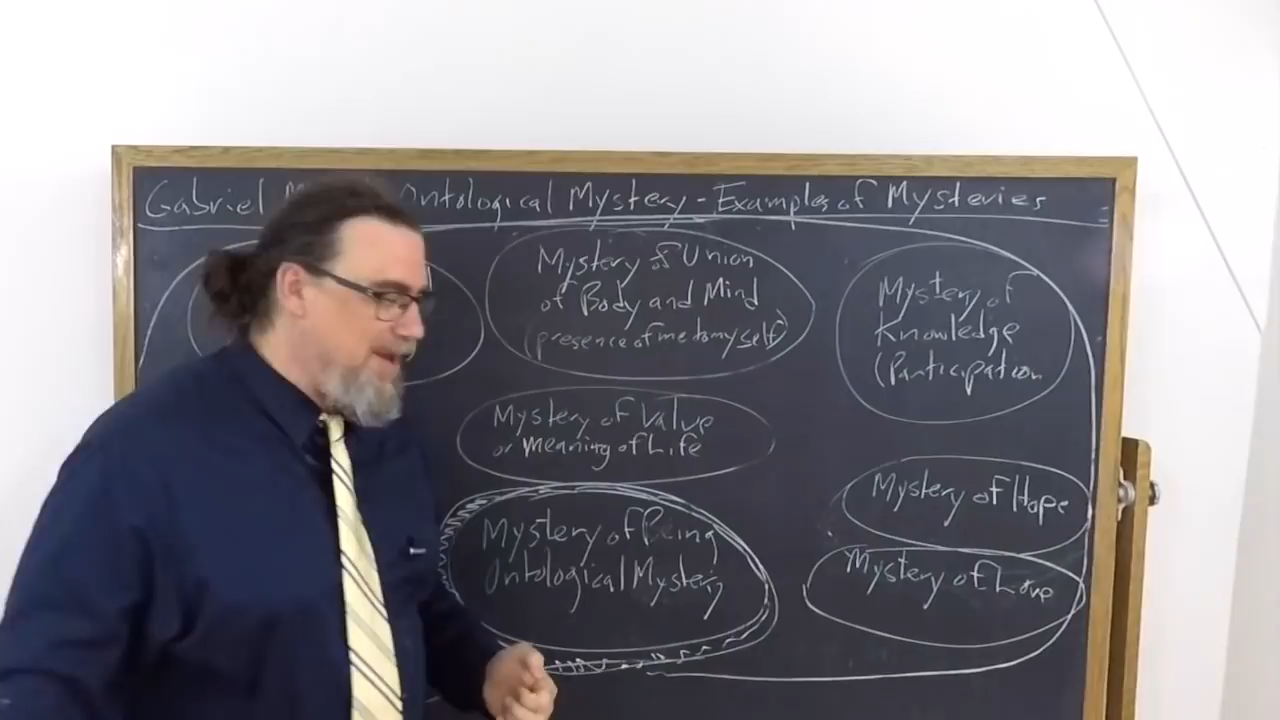 Gabriel M Ontological Mystery - Examples of Mysteries
Mystery of Union
of Body and Mind
(presence of me to myself)
Mystery of
Knowledge
(Participation
Mystery of Value
or Meaning of Life
Mystery of Hope
Mystery of Being
Ontological Mystery
Mystery of Love